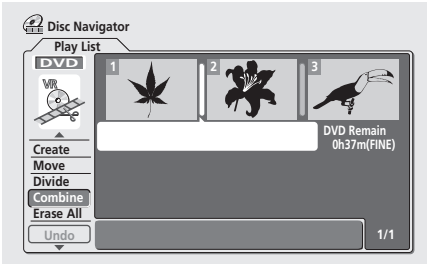 Disc Navigator
Play List
DVD
VR
1
2
3
DVD Remain
0h37m(FINE)
Create
Move
Divide
Combine
Erase All
Undo
1/1